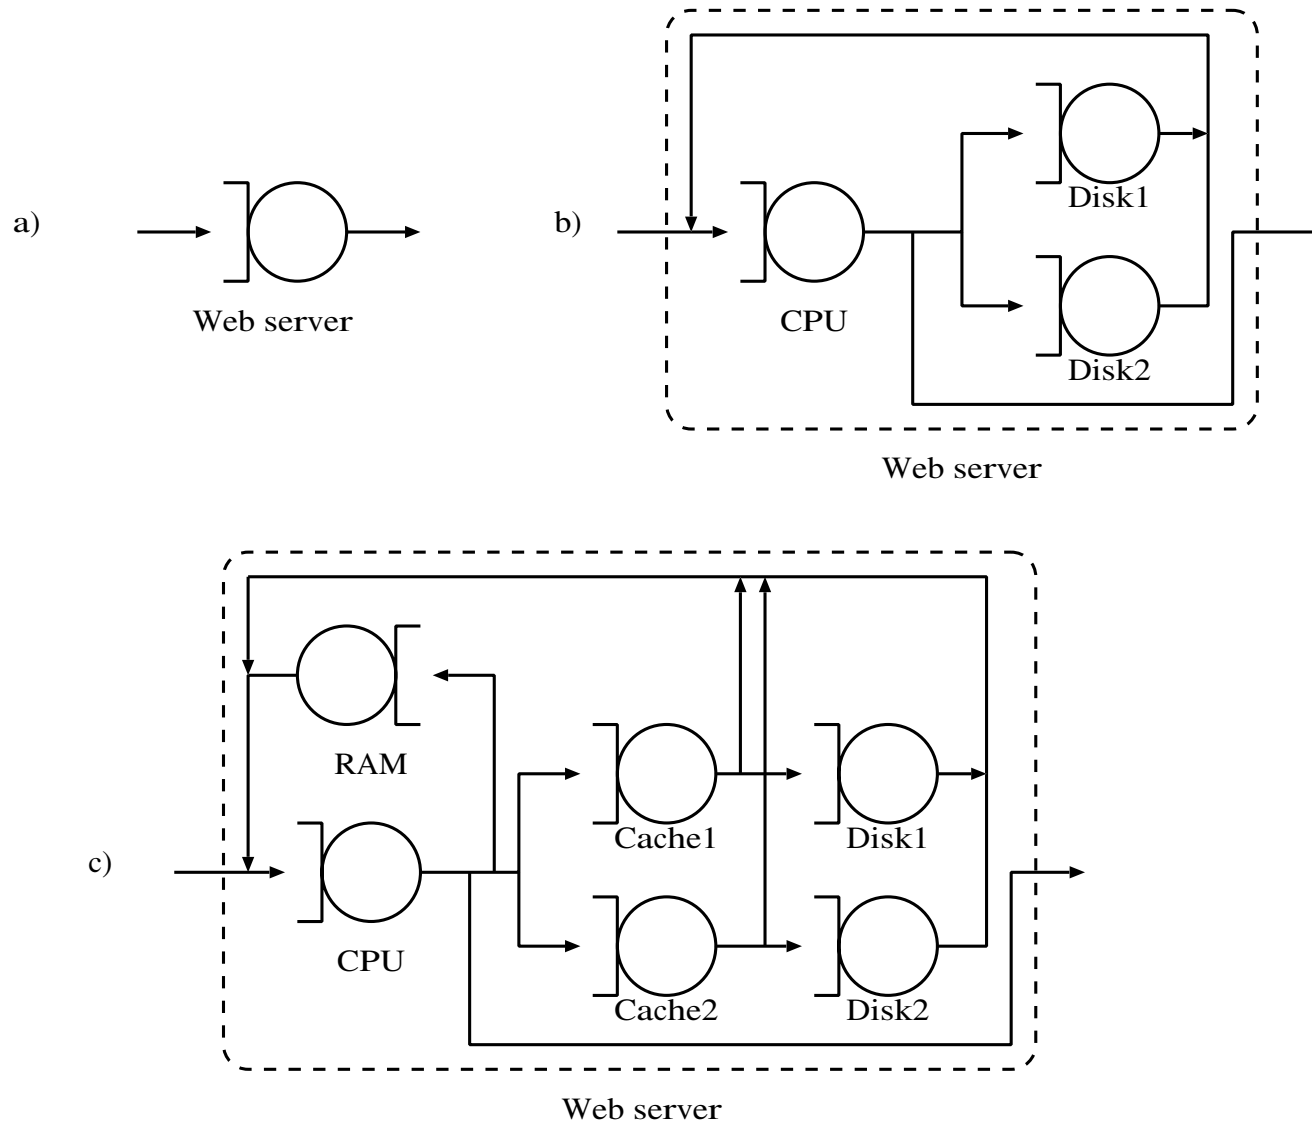 a)
Web server
b)
CPU
Disk1
Disk2
Web server
c)
RAM
CPU
Cache1
Disk1
Cache2
Disk2
Web server